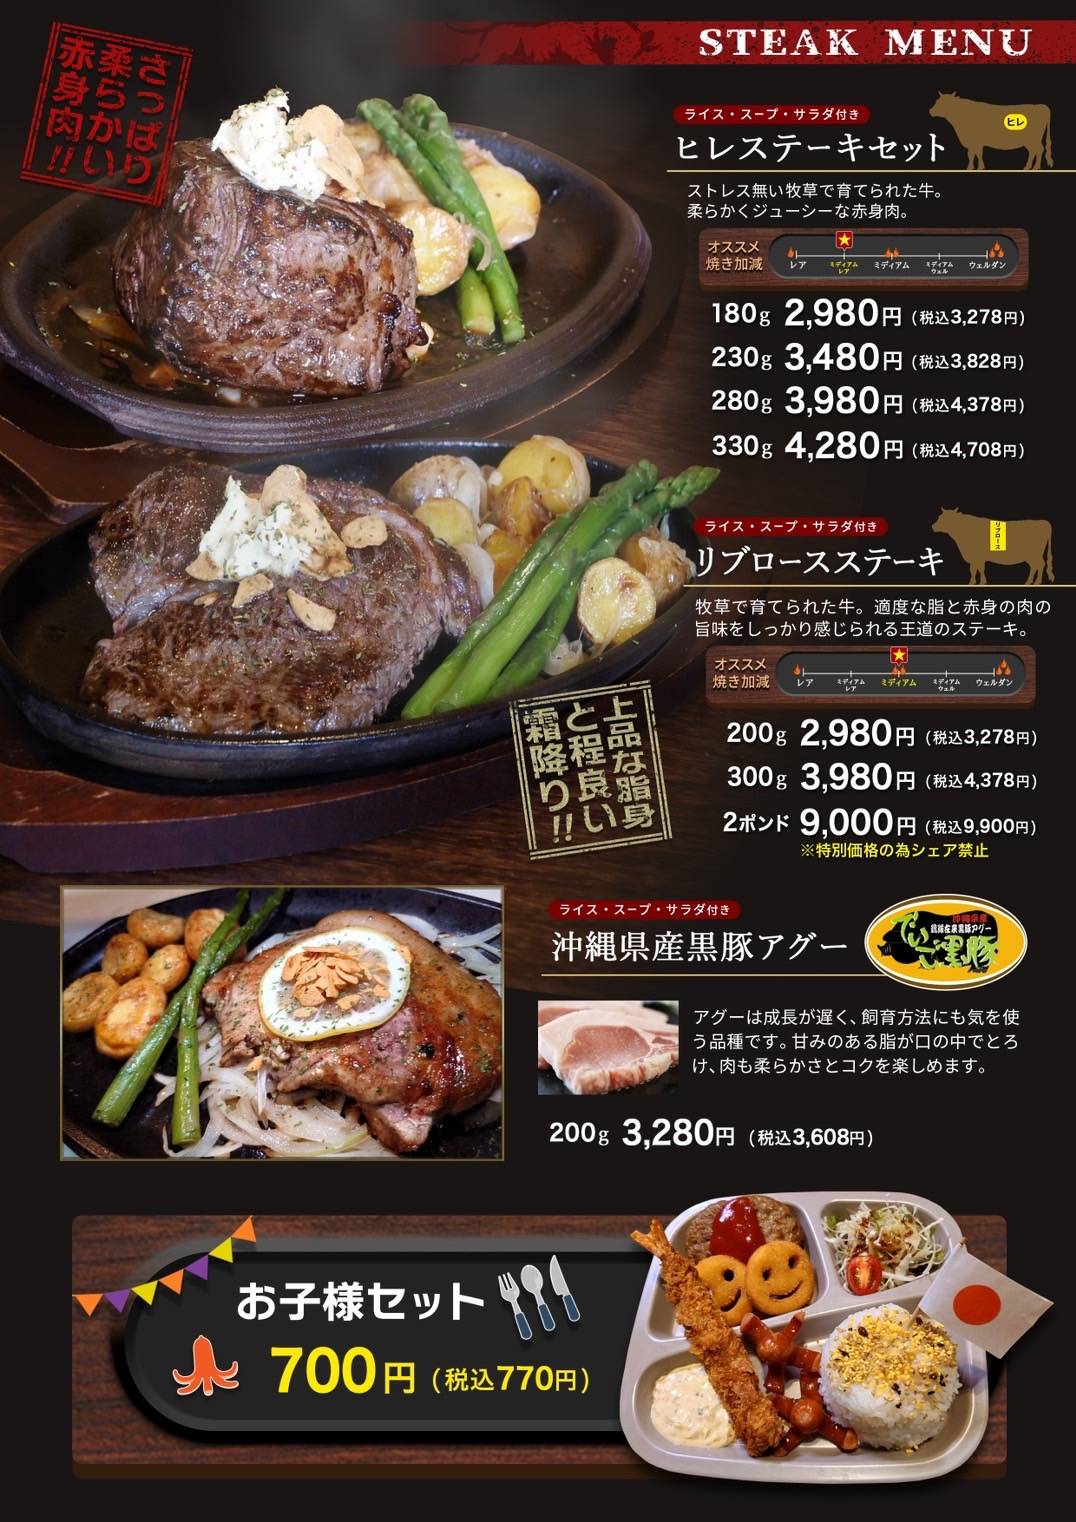 STEAK MENU
さっぱり
柔らかい
赤身肉!!
ライス・スープ・サラダ付き
ヒレステーキセット
ヒレ
ストレス無い牧草で育てられた牛。
柔らかくジューシーな赤身肉。
オススメ
焼き加減
レア ミディアムレア ミディアム ミディアムウェル ウェルダン
180g 2,980円 (税込3,278円)
230g 3,480円 (税込3,828円)
280g 3,980円 (税込4,378円)
330g 4,280円 (税込4,708円)
ライス・スープ・サラダ付き
リブロースステーキ
リブロース
牧草で育てられた牛。適度な脂と赤身の肉の
旨味をしっかり感じられる王道のステーキ。
オススメ
焼き加減
レア ミディアムレア ミディアム ミディアムウェル ウェルダン
上品な脂身
と程良い
霜降り!!
200g 2,980円 (税込3,278円)
300g 3,980円 (税込4,378円)
2ポンド 9,000円 (税込9,900円)
※特別価格の為シェア禁止
ライス・スープ・サラダ付き
沖縄県産黒豚アグー
沖縄県産
でいご黒豚
アグーは成長が遅く、飼育方法にも気を使
う品種です。甘みのある脂が口の中でとろ
け、肉も柔らかさとコクを楽しめます。
200g 3,280円 (税込3,608円)
お子様セット
700円 (税込770円)